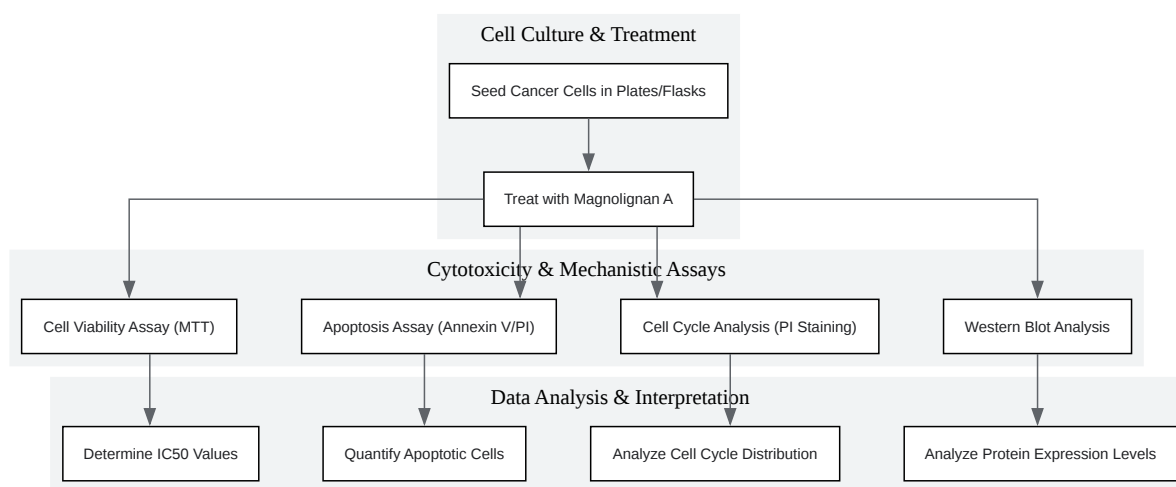 Cell Culture & Treatment
Seed Cancer Cells in Plates/Flasks
Treat with Magnolignan A
Cytotoxicity & Mechanistic Assays
Cell Viability Assay (MTT)
Apoptosis Assay (Annexin V/PI)
Cell Cycle Analysis (PI Staining)
Western Blot Analysis
Data Analysis & Interpretation
Determine IC50 Values
Quantify Apoptotic Cells
Analyze Cell Cycle Distribution
Analyze Protein Expression Levels